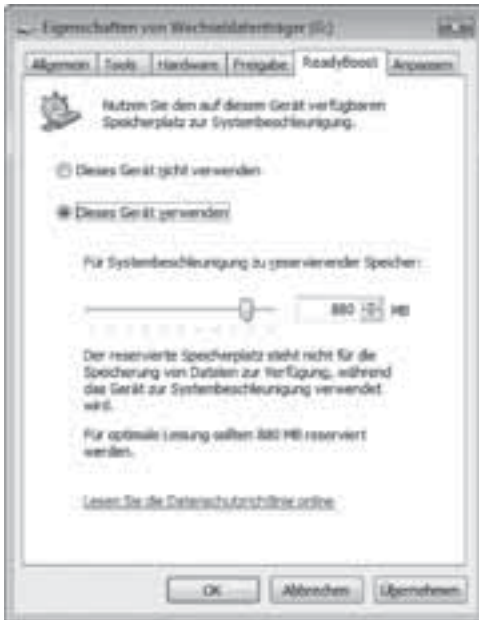 Eigenschaften von Wechseldatenträger (G:)
Allgemein Tools Hardware Freigabe ReadyBoost Anpassen
Nutzen Sie den auf diesem Gerät verfügbaren
Speicherplatz zur Systembeschleunigung.
Dieses Gerät nicht verwenden
Dieses Gerät verwenden
Für Systembeschleunigung zu reservierender Speicher:
880 MB
Der reservierte Speicherplatz steht nicht für die
Speicherung von Dateien zur Verfügung, während
das Gerät zur Systembeschleunigung verwendet
wird.
Für optimale Leistung sollten 880 MB reserviert
werden.
Lesen Sie die Datenschutzrichtlinie online
OK Abbrechen Übernehmen